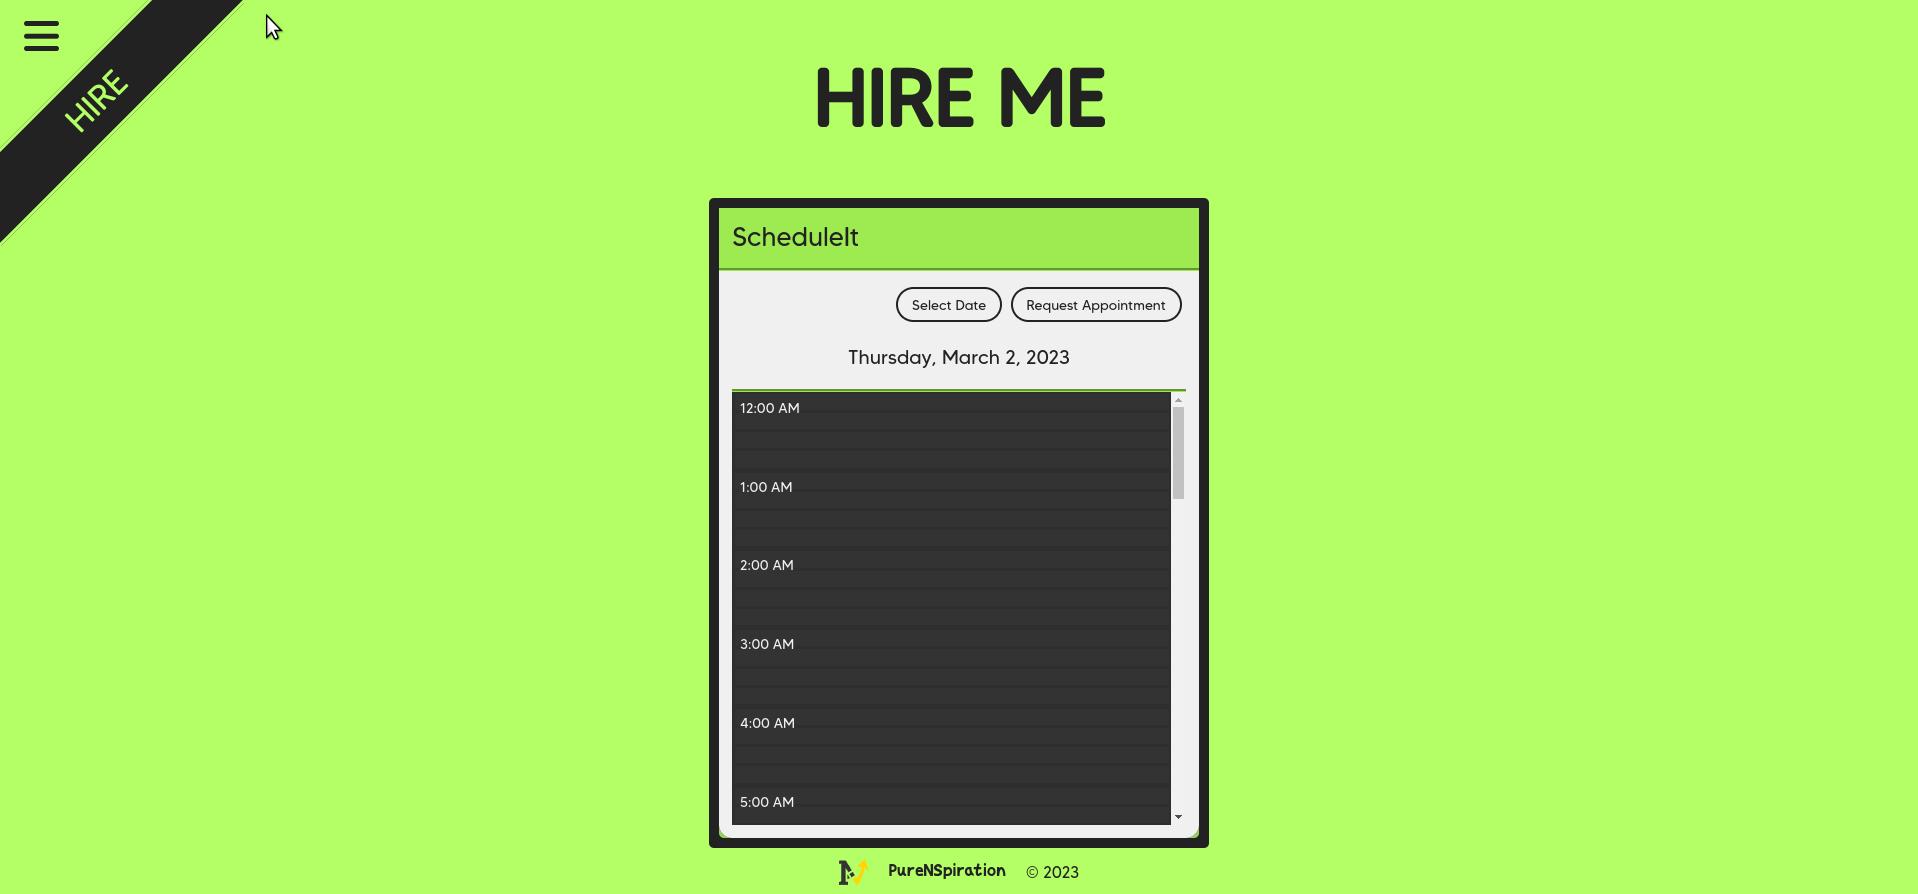 HIRE
HIRE ME
ScheduleIt
Select Date
Request Appointment
Thursday, March 2, 2023
12:00 AM
1:00 AM
2:00 AM
3:00 AM
4:00 AM
5:00 AM
PureNSpiration © 2023